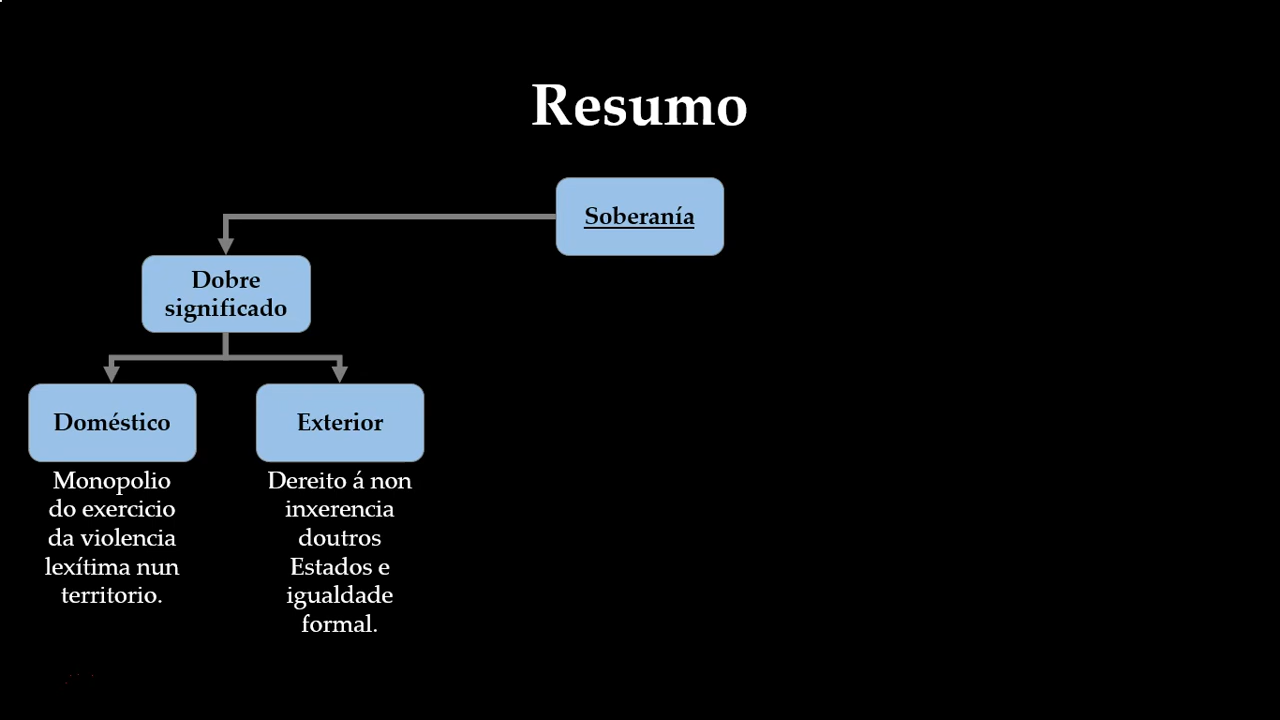 Resumo
Soberanía
Dobre
significado
Doméstico
Monopolio
do exercicio
da violencia
lexítima nun
territorio.
Exterior
Dereito á non
inxerencia
doutros
Estados e
igualdade
formal.